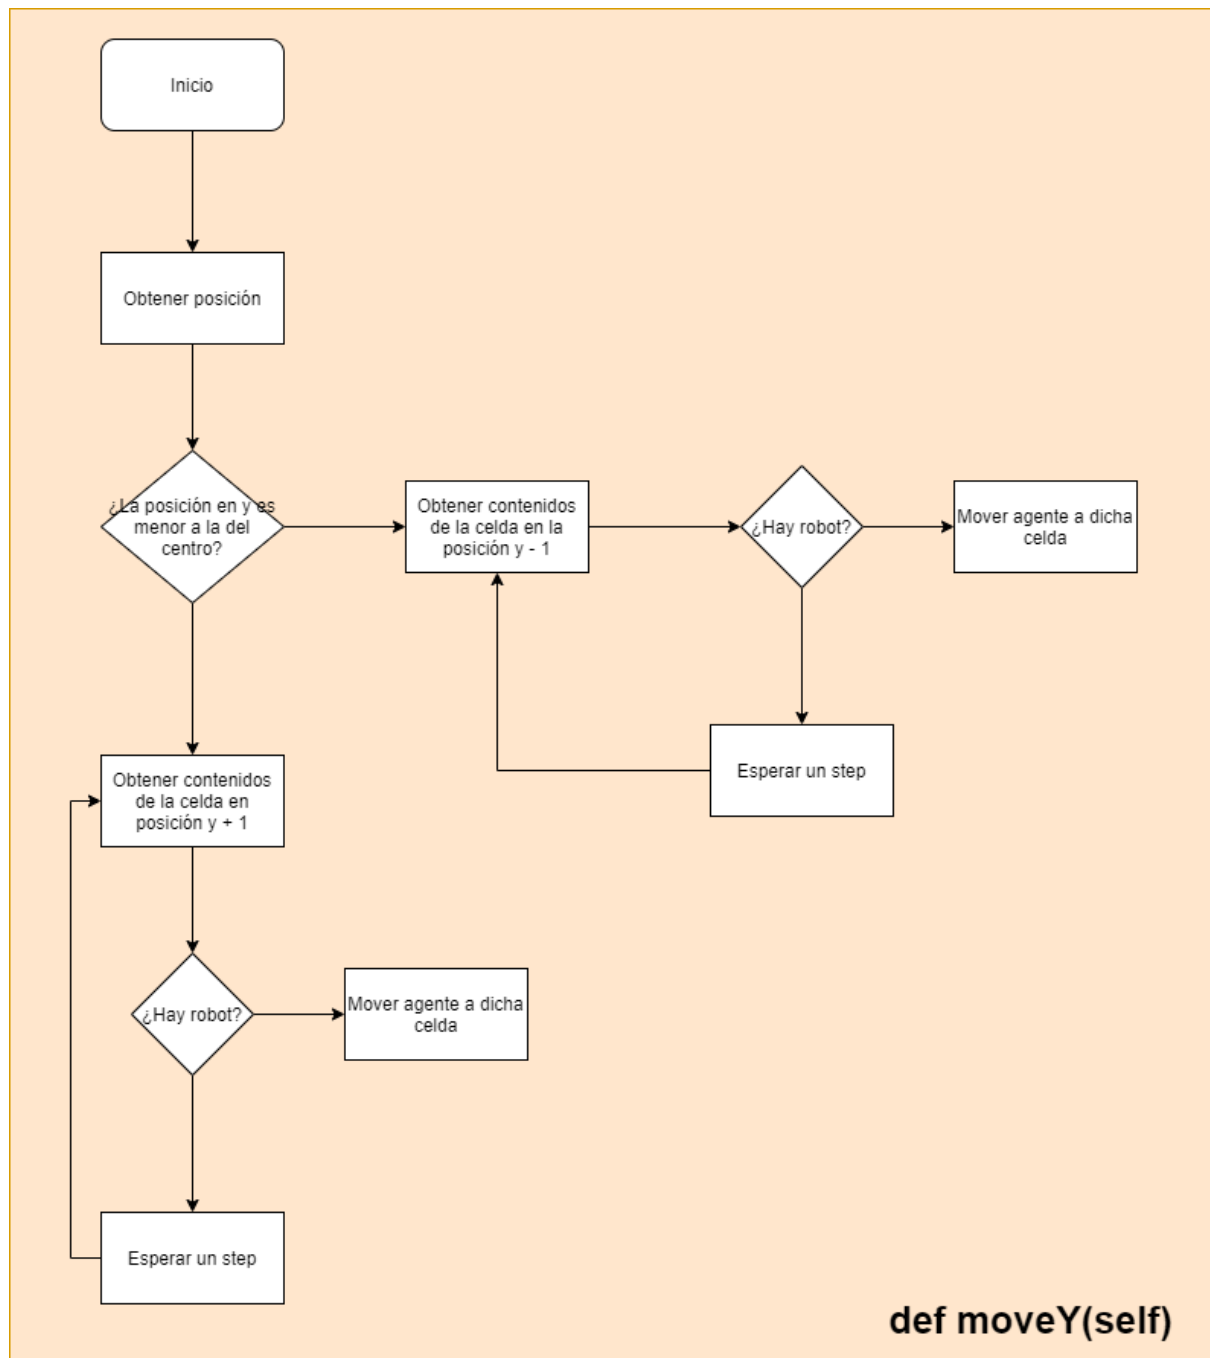 Inicio
Obtener posición
¿La posición en y es
menor a la del
centro?
Obtener contenidos
de la celda en la
posición y - 1
¿Hay robot?
Mover agente a dicha
celda
Esperar un step
Obtener contenidos
de la celda en
posición y + 1
¿Hay robot?
Mover agente a dicha
celda
Esperar un step
def moveY(self)